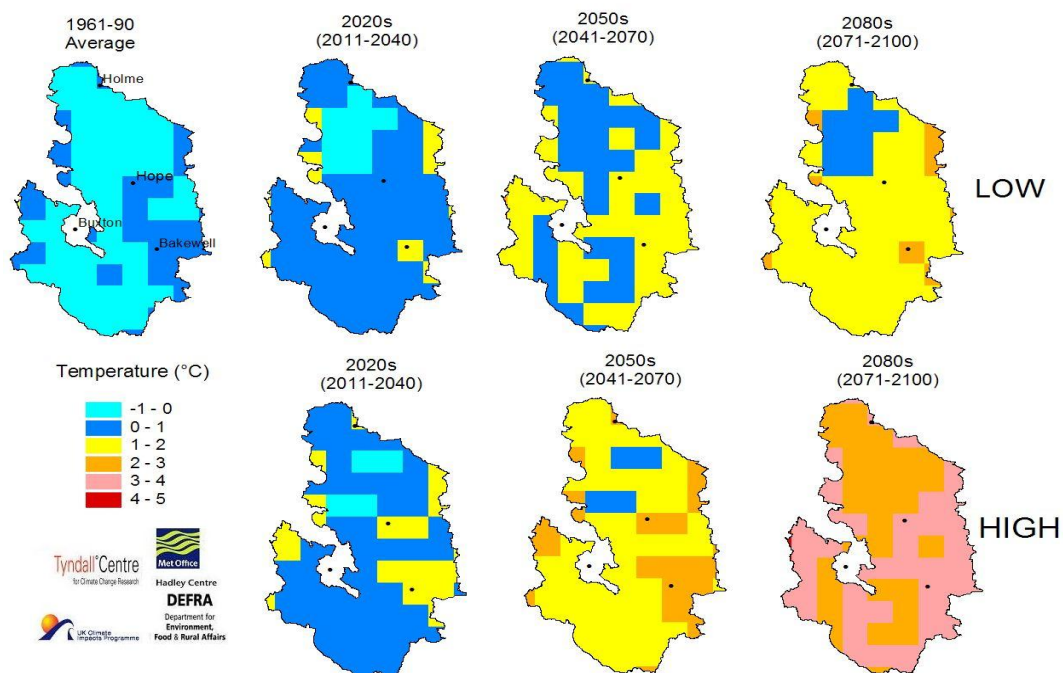 1961-90
Average
2020s
(2011-2040)
2050s
(2041-2070)
2080s
(2071-2100)
Holme
Hope
Buxton
Bakewell
LOW
Temperature (°C)
-1 - 0
0 - 1
1 - 2
2 - 3
3 - 4
4 - 5
2020s
(2011-2040)
2050s
(2041-2070)
2080s
(2071-2100)
HIGH
Tyndall°Centre
for Climate Change Research
Met Office
Hadley Centre
DEFRA
Department for
Environment,
Food & Rural Affairs
UK Climate
Impacts Programme